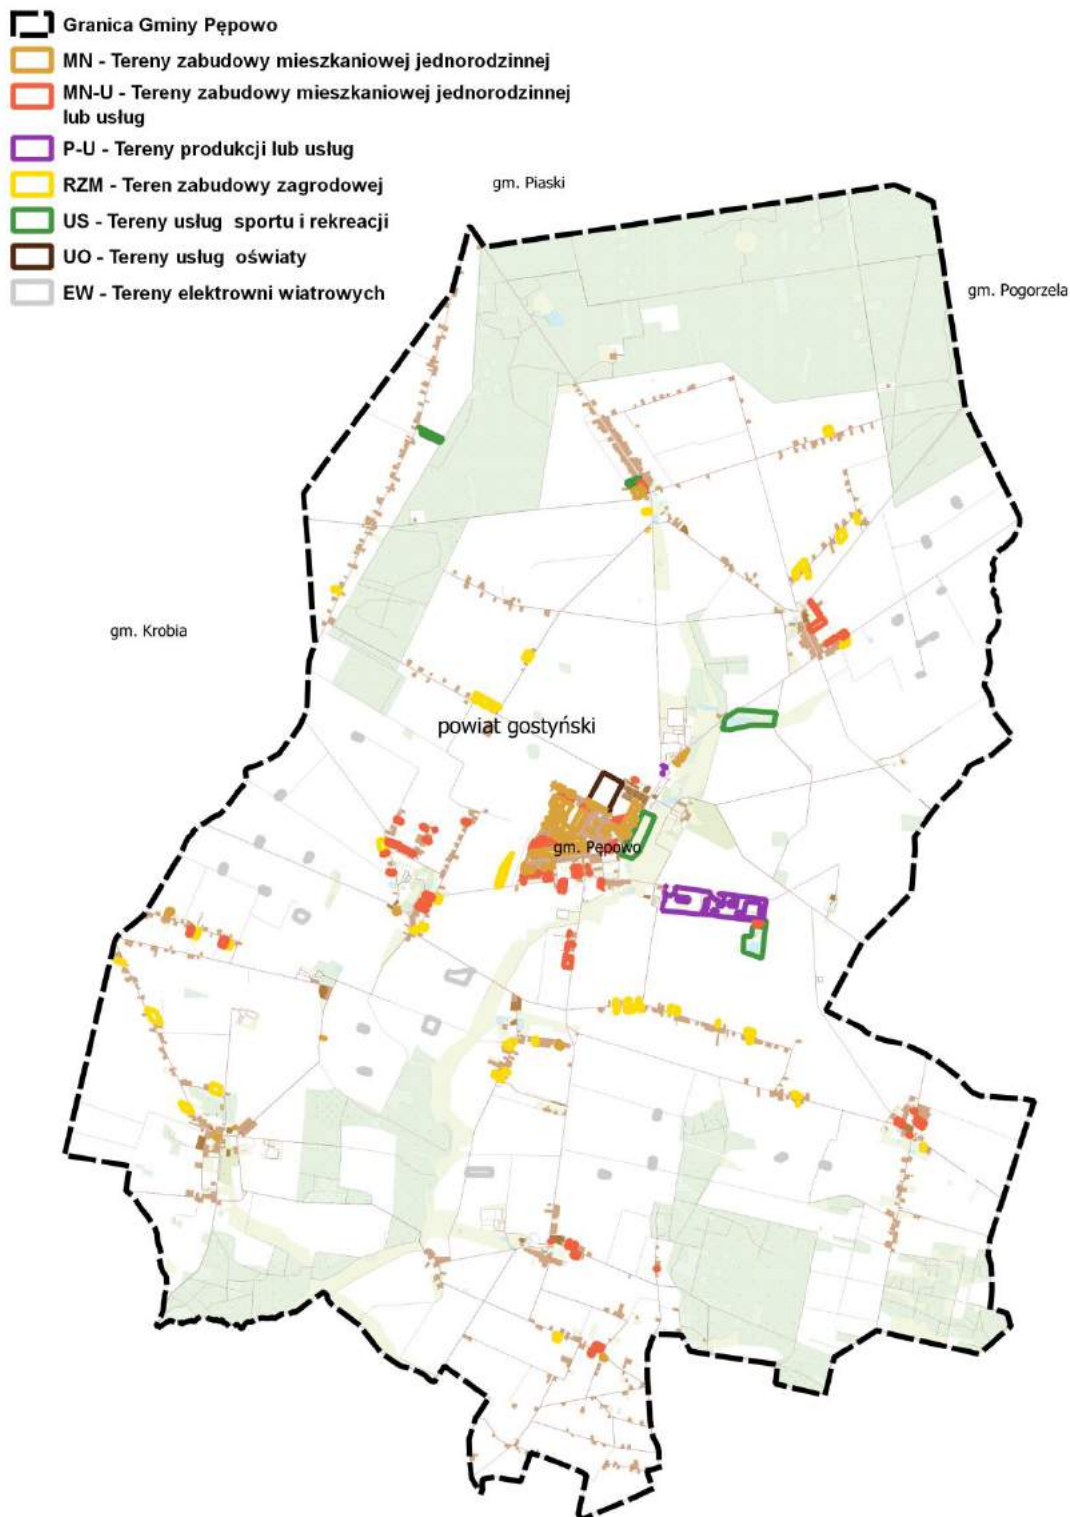 Granica Gminy Pępowo
MN - Tereny zabudowy mieszkaniowej jednorodzinnej
MN-U - Tereny zabudowy mieszkaniowej jednorodzinnej
lub usług
P-U - Tereny produkcji lub usług
RZM - Teren zabudowy zagrodowej
US - Tereny usług sportu i rekreacji
UO - Tereny usług oświaty
EW - Tereny elektrowni wiatrowych
gm. Piaski
gm. Pogorzela
gm. Krobia
powiat gostyński
gm. Pępowo